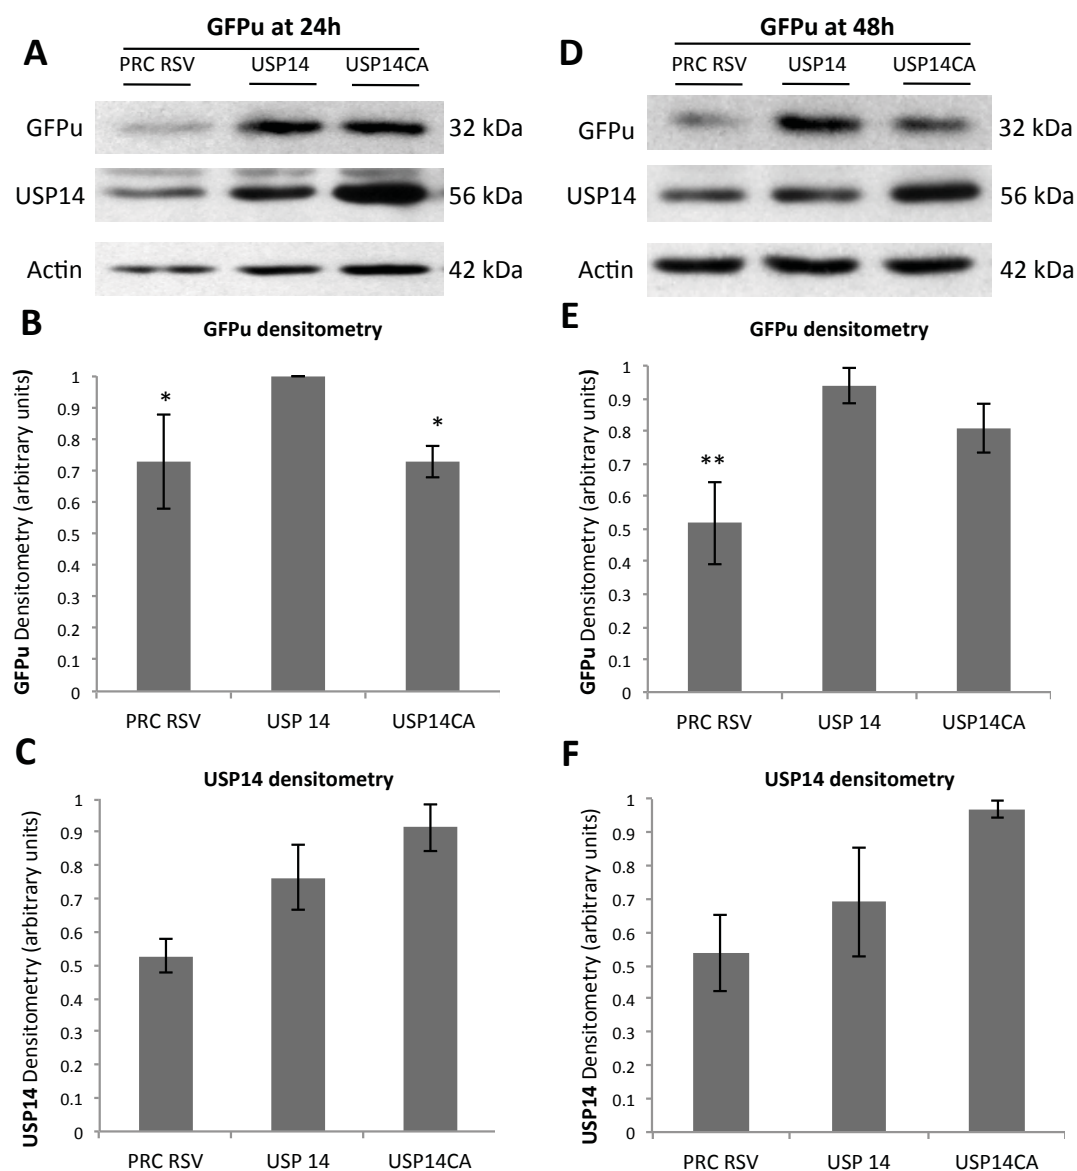 A
GFPu at 24h
PRC RSV USP14 USP14CA
GFPu 32 kDa
USP14 56 kDa
Actin 42 kDa
B
GFPu densitometry
GFPu Densitometry (arbitrary units)
1
0.9
0.8
0.7
0.6
0.5
0.4
0.3
0.2
0.1
0
*
*
PRC RSV USP 14 USP14CA
C
USP14 densitometry
USP14 Densitometry (arbitrary units)
1
0.9
0.8
0.7
0.6
0.5
0.4
0.3
0.2
0.1
0
PRC RSV USP 14 USP14CA
D
GFPu at 48h
PRC RSV USP14 USP14CA
GFPu 32 kDa
USP14 56 kDa
Actin 42 kDa
E
GFPu densitometry
GFPu Densitometry (arbitrary units)
1
0.9
0.8
0.7
0.6
0.5
0.4
0.3
0.2
0.1
0
**
PRC RSV USP 14 USP14CA
F
USP14 densitometry
USP14 Densitometry (arbitrary units)
1
0.9
0.8
0.7
0.6
0.5
0.4
0.3
0.2
0.1
0
PRC RSV USP 14 USP14CA